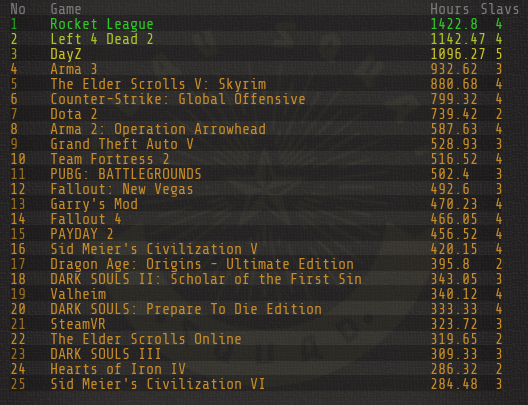 No Game Hours Slavs
1 Rocket League 1422.8 4
2 Left 4 Dead 2 1142.47 4
3 DayZ 1096.27 5
4 Arma 3 932.62 3
5 The Elder Scrolls V: Skyrim 880.68 4
6 Counter-Strike: Global Offensive 799.32 4
7 Dota 2 739.42 2
8 Arma 2: Operation Arrowhead 587.63 4
9 Grand Theft Auto V 528.93 3
10 Team Fortress 2 516.52 4
11 PUBG: BATTLEGROUNDS 502.4 3
12 Fallout: New Vegas 492.6 3
13 Garry's Mod 470.23 4
14 Fallout 4 466.05 4
15 PAYDAY 2 456.52 4
16 Sid Meier's Civilization V 420.15 4
17 Dragon Age: Origins - Ultimate Edition 395.8 2
18 DARK SOULS II: Scholar of the First Sin 343.05 3
19 Valheim 340.12 4
20 DARK SOULS: Prepare To Die Edition 333.33 4
21 SteamVR 323.72 3
22 The Elder Scrolls Online 319.65 2
23 DARK SOULS III 309.33 3
24 Hearts of Iron IV 286.32 2
25 Sid Meier's Civilization VI 284.48 3